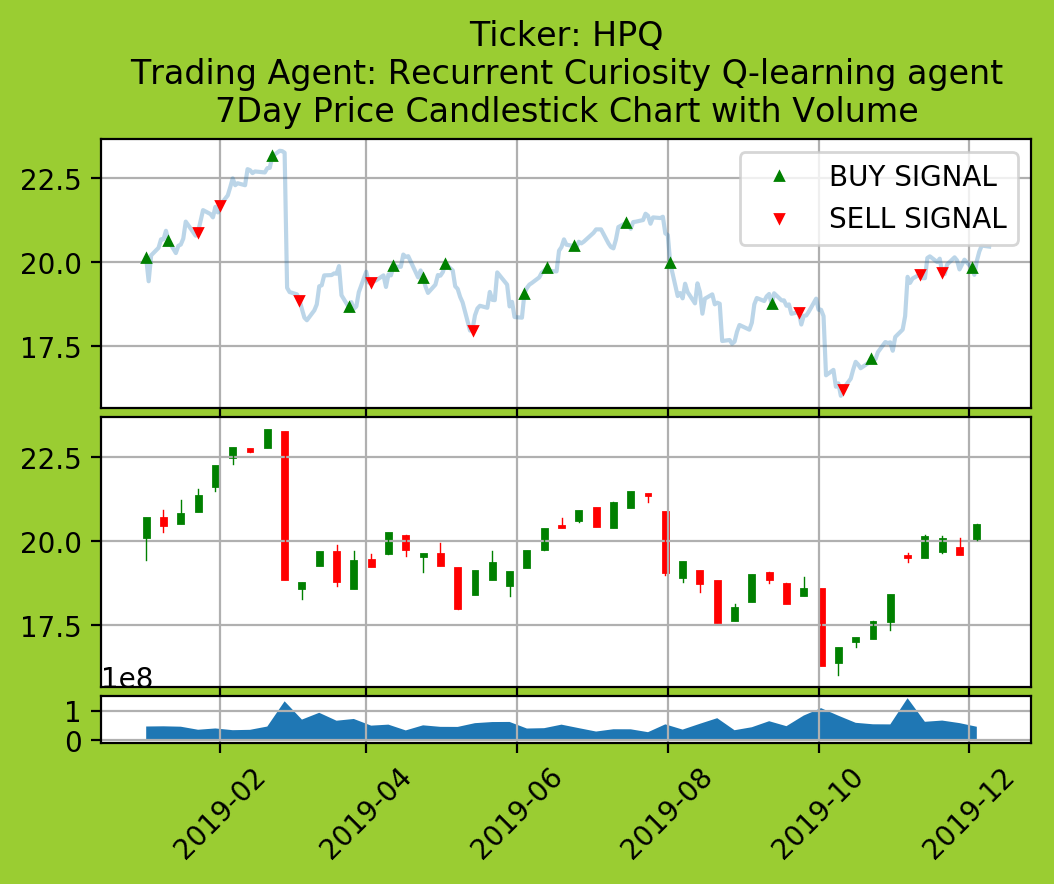 Ticker: HPQ
Trading Agent: Recurrent Curiosity Q-learning agent
7Day Price Candlestick Chart with Volume
22.5
20.0
17.5
BUY SIGNAL
SELL SIGNAL
22.5
20.0
17.5
1e8
1
0
2019-02
2019-04
2019-06
2019-08
2019-10
2019-12